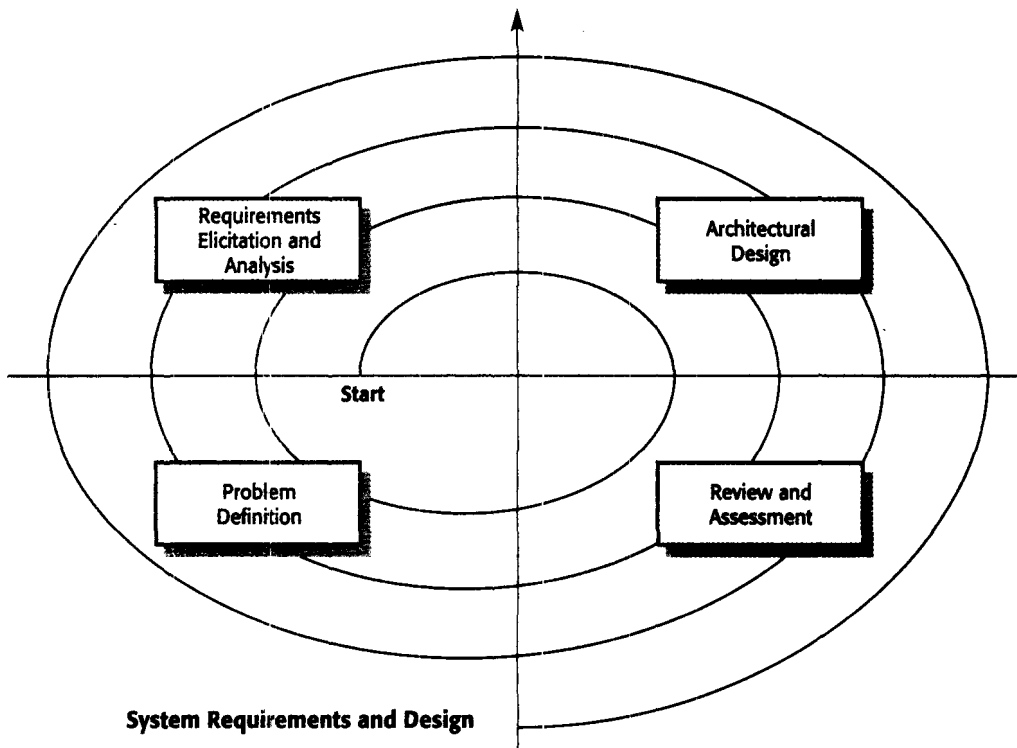 Requirements
Elicitation and
Analysis
Architectural
Design
Start
Problem
Definition
Review and
Assessment
System Requirements and Design